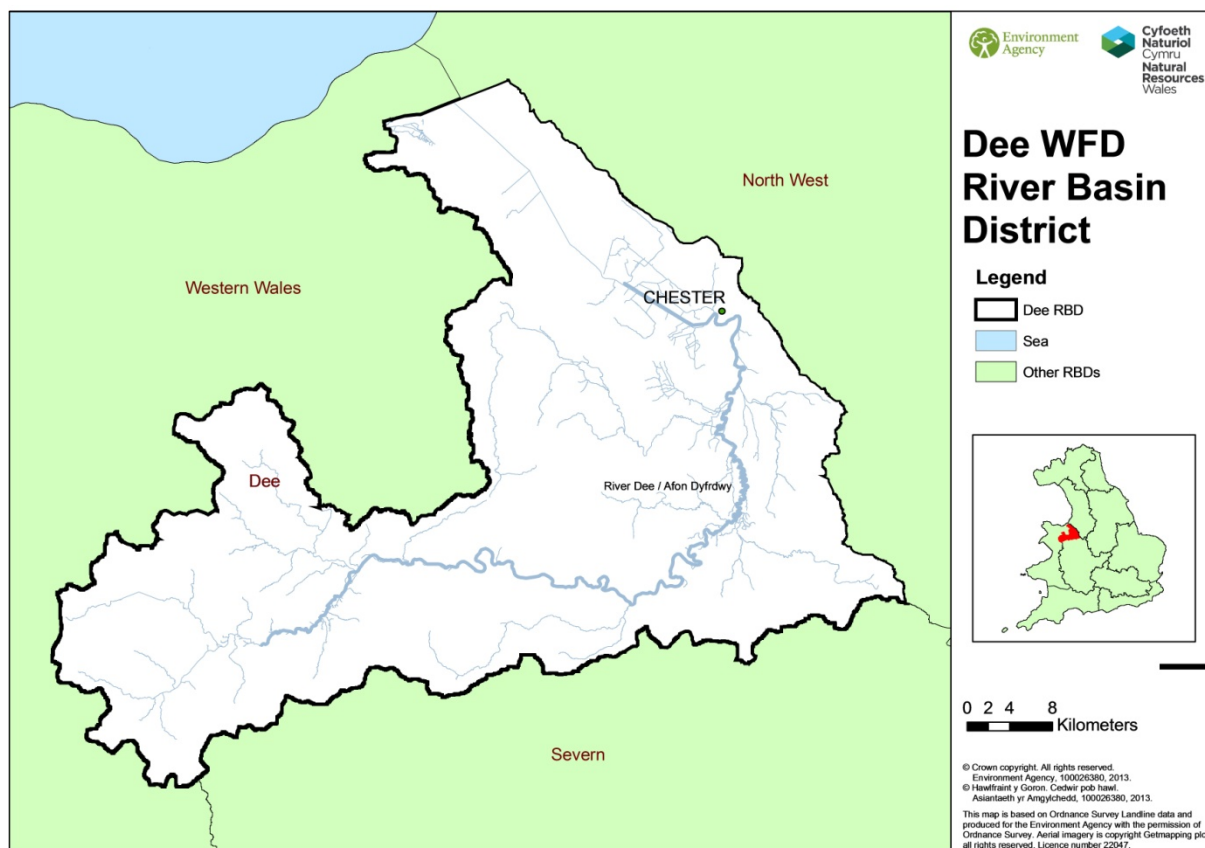 Environment
Agency
Cyfoeth
Naturiol
Cymru
Natural
Resources
Wales
Dee WFD
River Basin
District
Legend
Dee RBD
Sea
Other RBDs
North West
Western Wales
CHESTER
Dee
River Dee / Afon Dyfrdwy
Severn
0 2 4 8
Kilometers
© Crown copyright. All rights reserved.
Environment Agency, 100026380, 2013.
© Hawlfraint y Goron. Cedwir pob hawl.
Asiantaeth yr Amgylchedd, 100026380, 2013.
This map is based on Ordnance Survey Landline data and
produced for the Environment Agency with the permission of
Ordnance Survey. Aerial imagery is copyright Getmapping plc
all rights reserved. Licence number 22047.